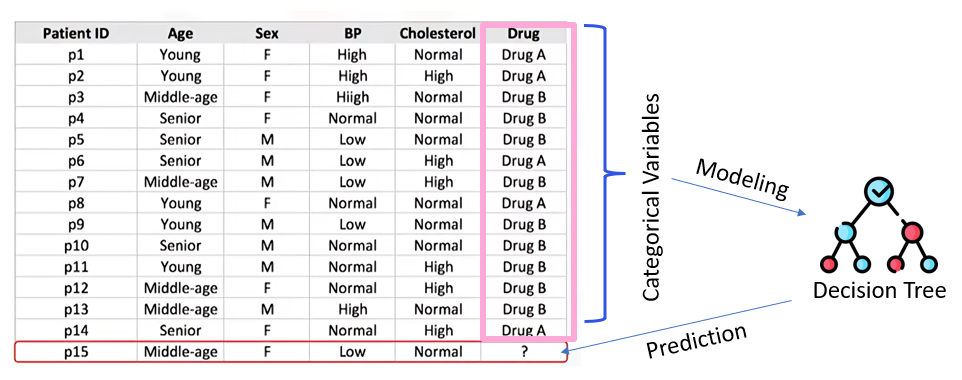 Patient ID Age Sex BP Cholesterol Drug
p1 Young F High Normal Drug A
p2 Young F High High Drug A
p3 Middle-age F Hiigh Normal Drug B
p4 Senior F Normal Normal Drug B
p5 Senior M Low Normal Drug B
p6 Senior M Low High Drug A
p7 Middle-age M Low High Drug B
p8 Young F Normal Normal Drug A
p9 Young M Low Normal Drug B
p10 Senior M Normal Normal Drug B
p11 Young M Normal High Drug B
p12 Middle-age F Normal High Drug B
p13 Middle-age M High Normal Drug B
p14 Senior F Normal High Drug A
p15 Middle-age F Low Normal ?
Categorical Variables
Modeling
Decision Tree
Prediction